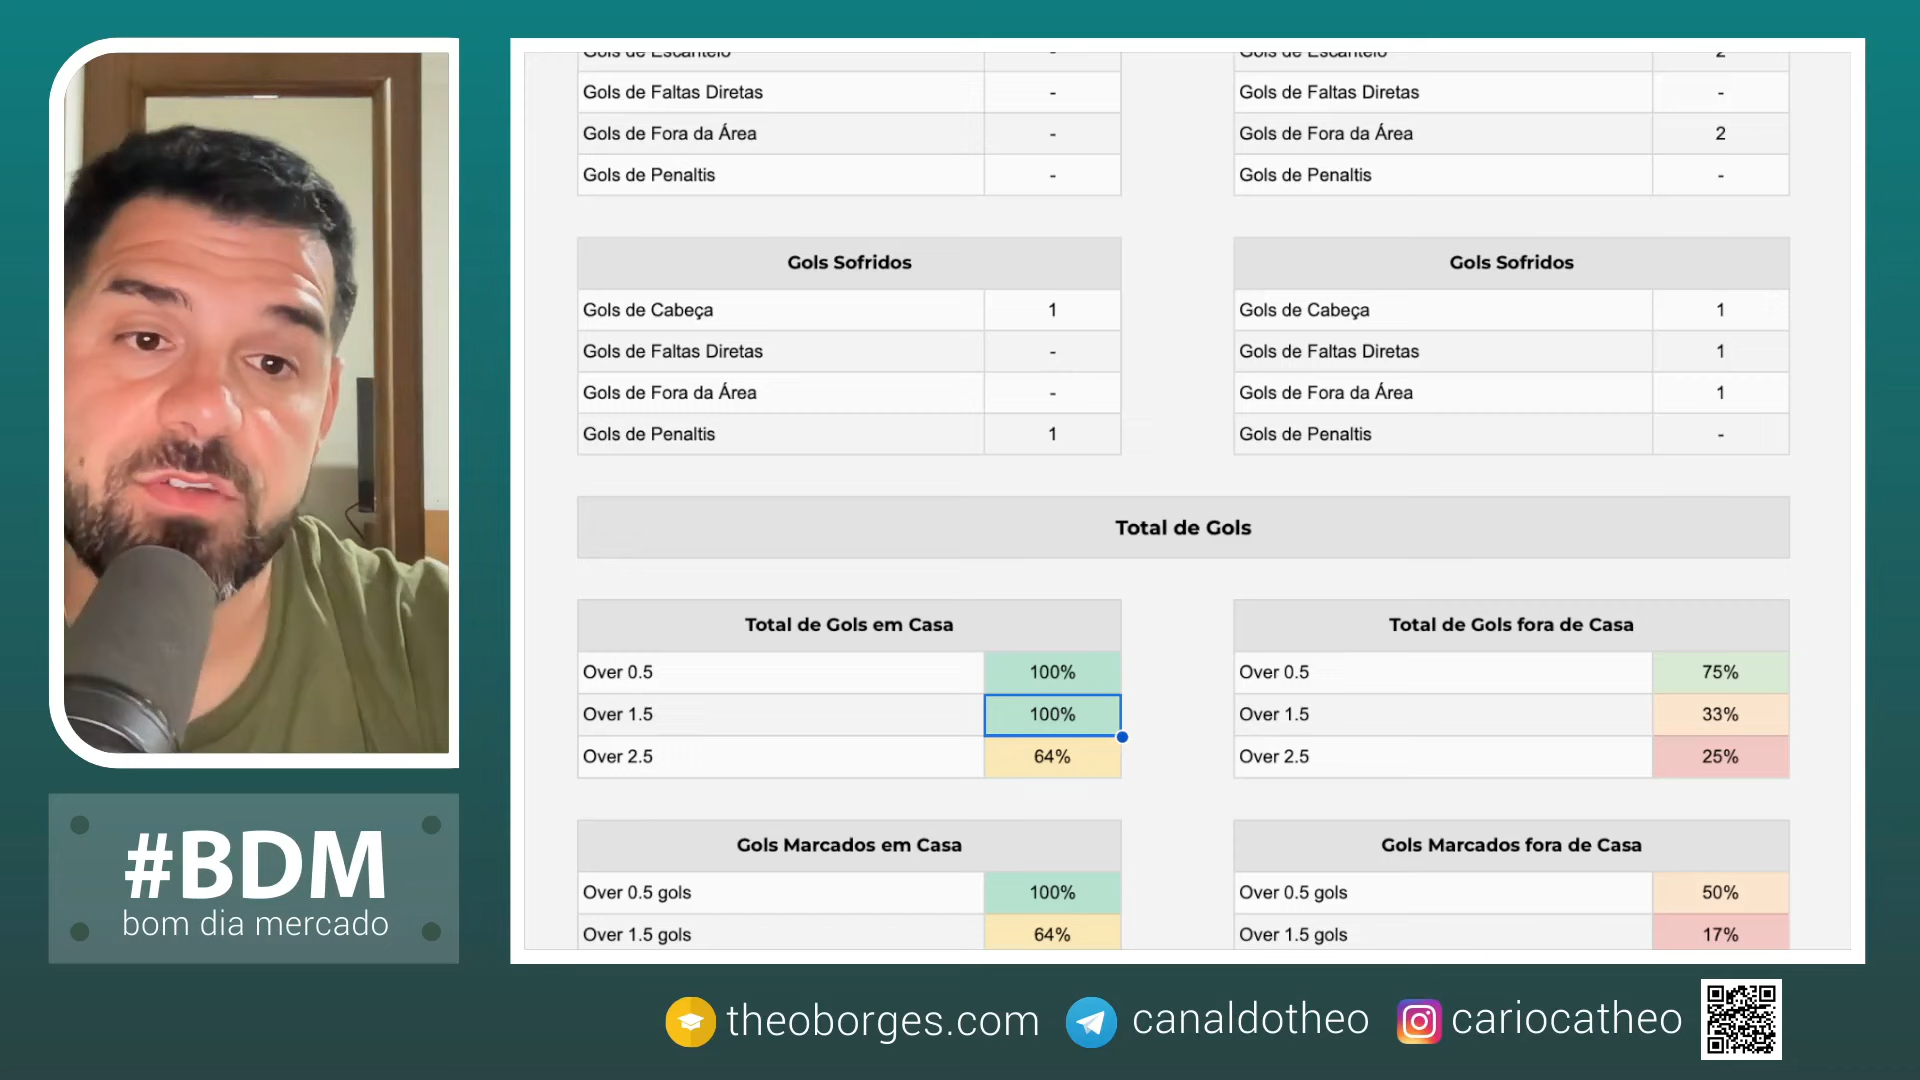 Gols de Escanteio -
Gols de Faltas Diretas -
Gols de Fora da Área -
Gols de Penaltis -
Gols de Escanteio 2
Gols de Faltas Diretas -
Gols de Fora da Área 2
Gols de Penaltis -
Gols Sofridos
Gols de Cabeça 1
Gols de Faltas Diretas -
Gols de Fora da Área -
Gols de Penaltis 1
Gols Sofridos
Gols de Cabeça 1
Gols de Faltas Diretas 1
Gols de Fora da Área 1
Gols de Penaltis -
Total de Gols
Total de Gols em Casa
Over 0.5 100%
Over 1.5 100%
Over 2.5 64%
Total de Gols fora de Casa
Over 0.5 75%
Over 1.5 33%
Over 2.5 25%
Gols Marcados em Casa
Over 0.5 gols 100%
Over 1.5 gols 64%
Gols Marcados fora de Casa
Over 0.5 gols 50%
Over 1.5 gols 17%
#BDM
bom dia mercado
theoborges.com canaldotheo cariocatheo